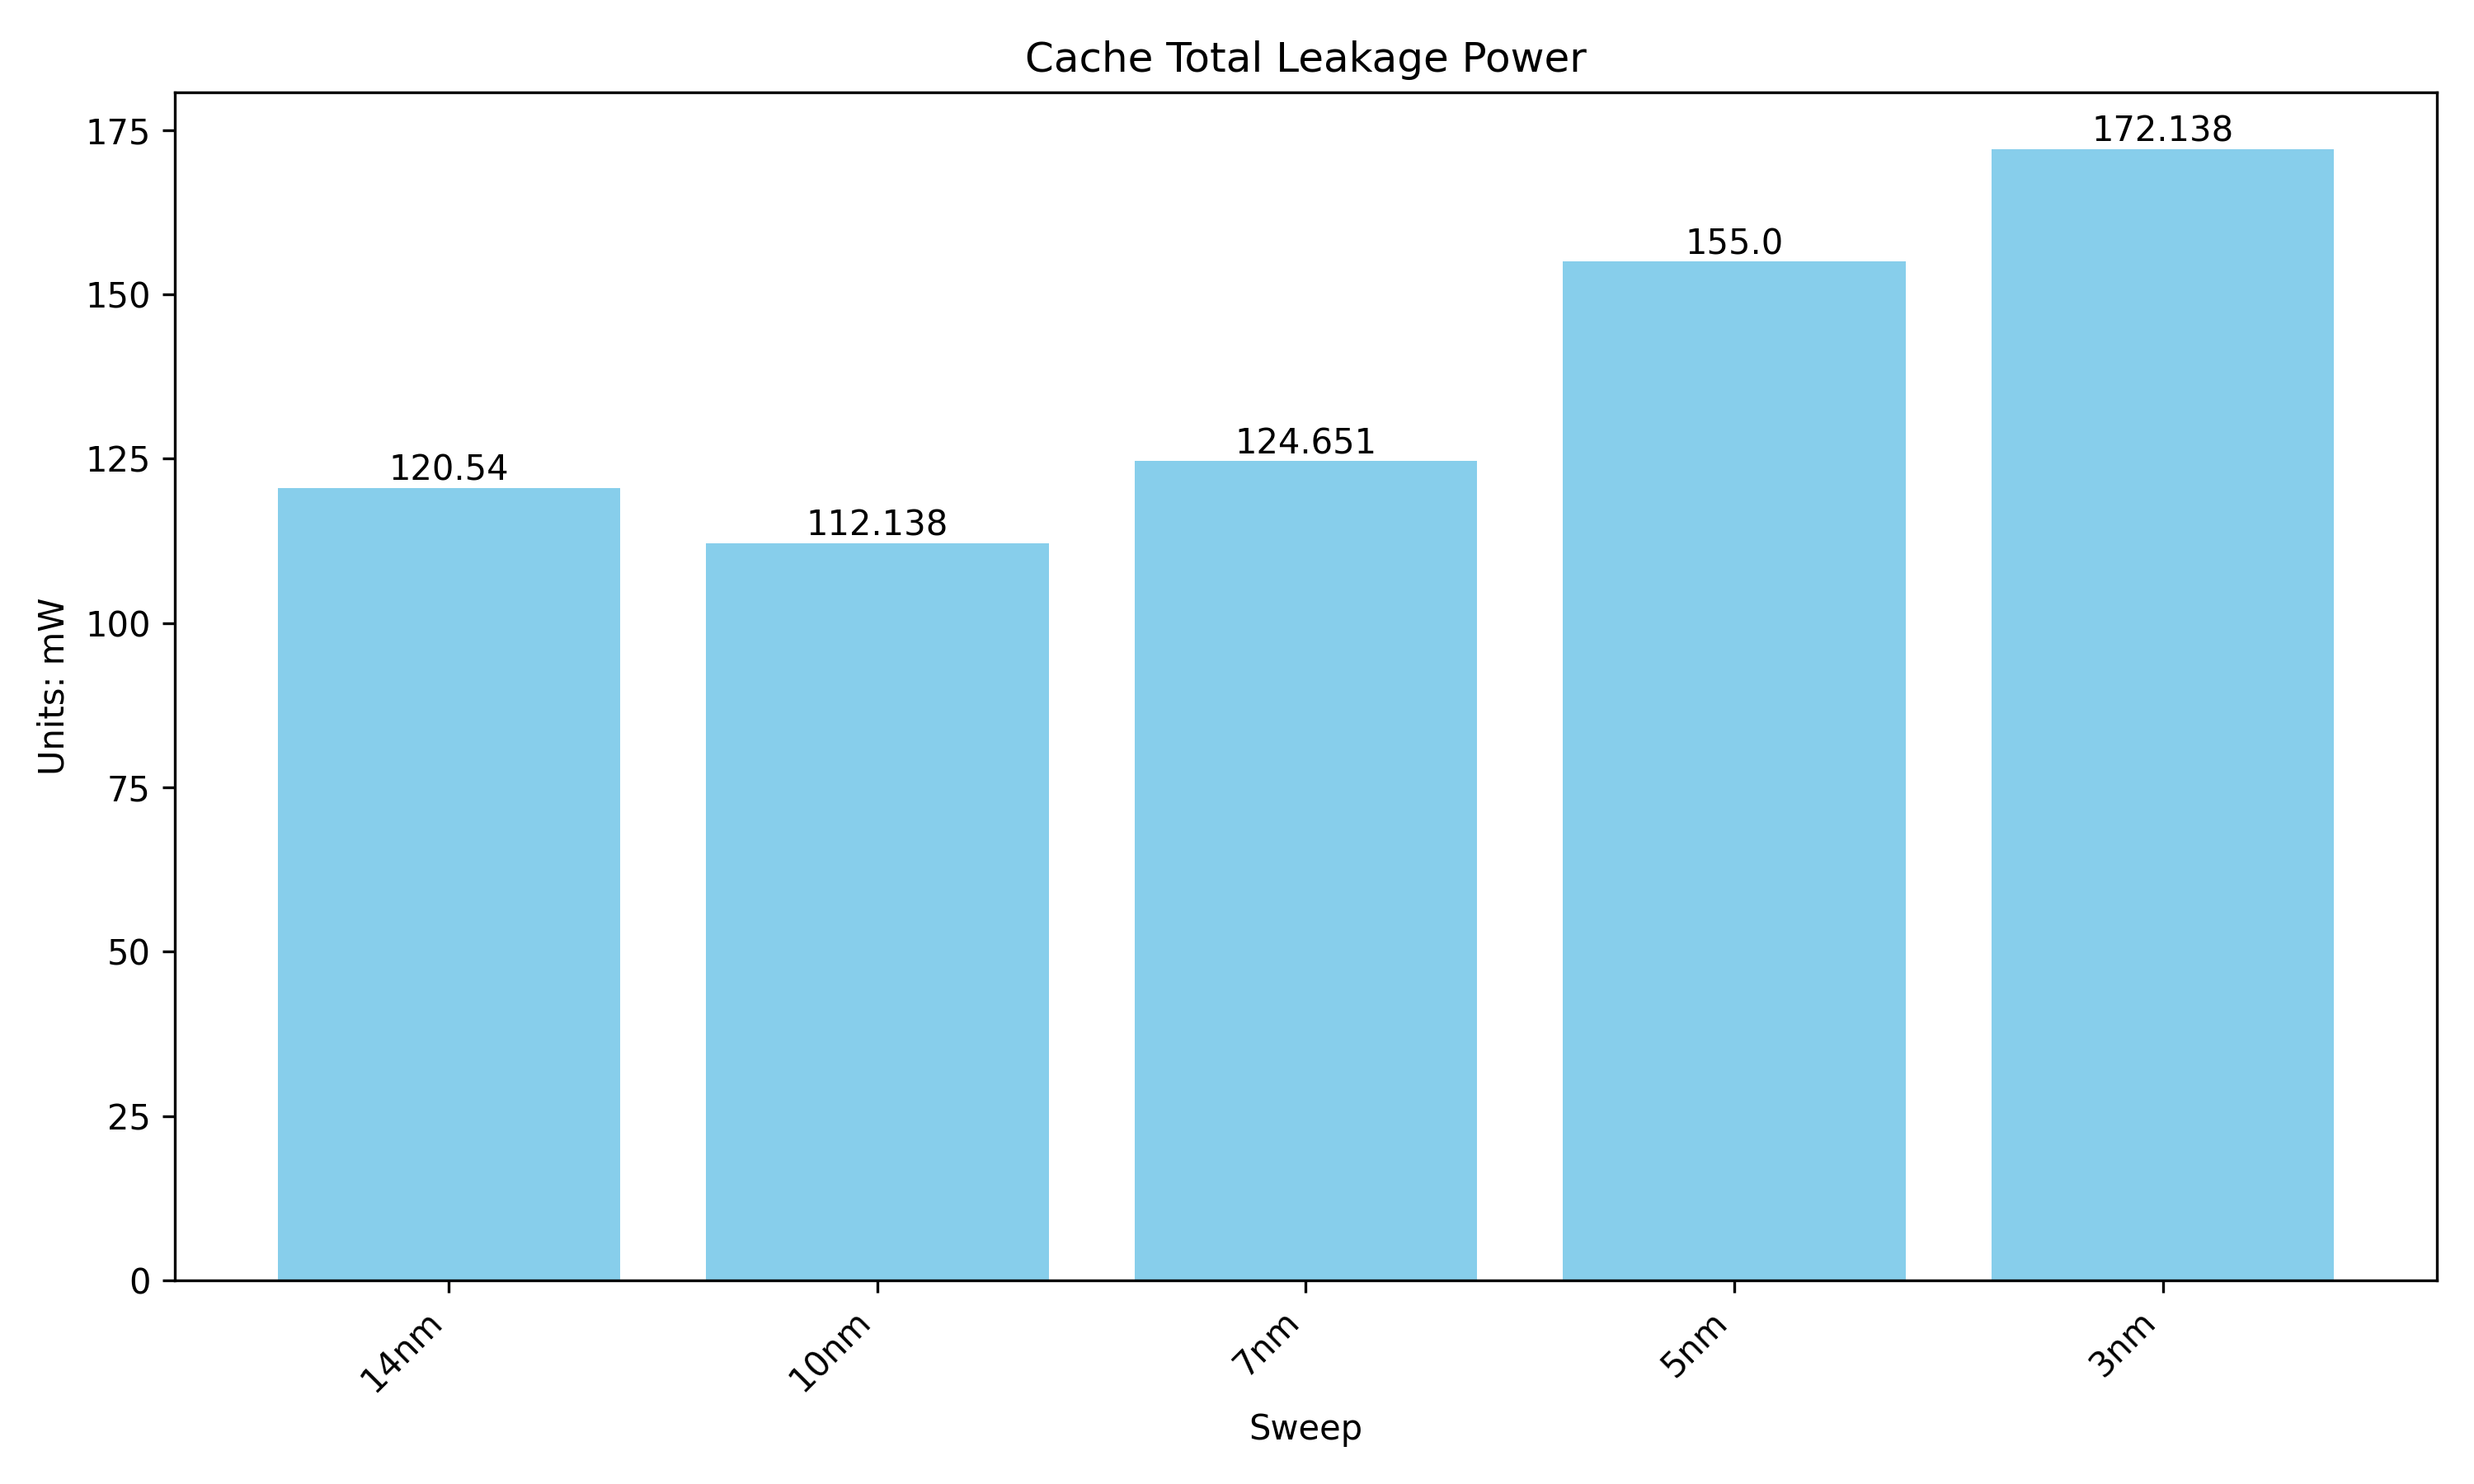 Cache Total Leakage Power
Units: mW
175
150
125
100
75
50
25
0
120.54
112.138
124.651
155.0
172.138
14nm
10nm
7nm
5nm
3nm
Sweep